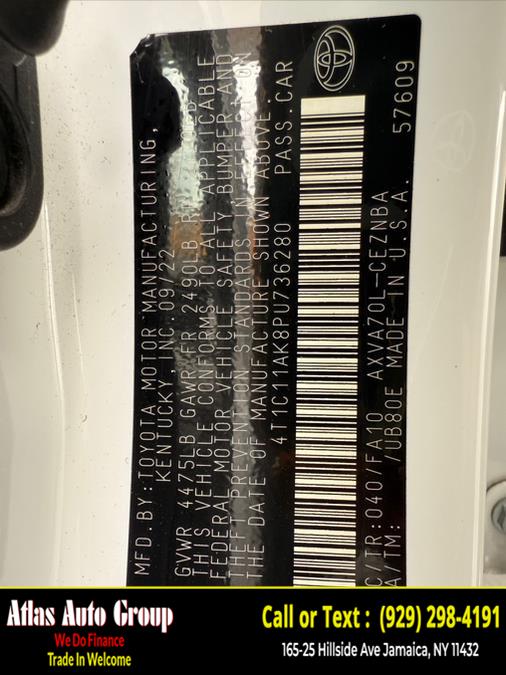 MFD.BY:TOYOTA MOTOR MANUFACTURING,
KENTUCKY,INC.09/22
GVWR 4475LB GAWR FR 2490LB
THIS VEHICLE CONFORMS TO ALL APPLICABLE
FEDERAL MOTOR VEHICLE SAFELY BUMPER,AND
THEFT PREVENTION STANDARDS IN EFFECT ON
THE DATE OF MANUFACTURE SHOWN ABOVE.
4T1C11AK8PU736280 PASS.CAR
C/TR:040/FA10 AXVA70L-CEZNBA
A/TM: /UB80E MADE IN U.S.A. 57609
Atlas Auto Group
We Do Finance
Trade In Welcome
Call or Text : (929) 298-4191
165-25 Hillside Ave Jamaica, NY 11432